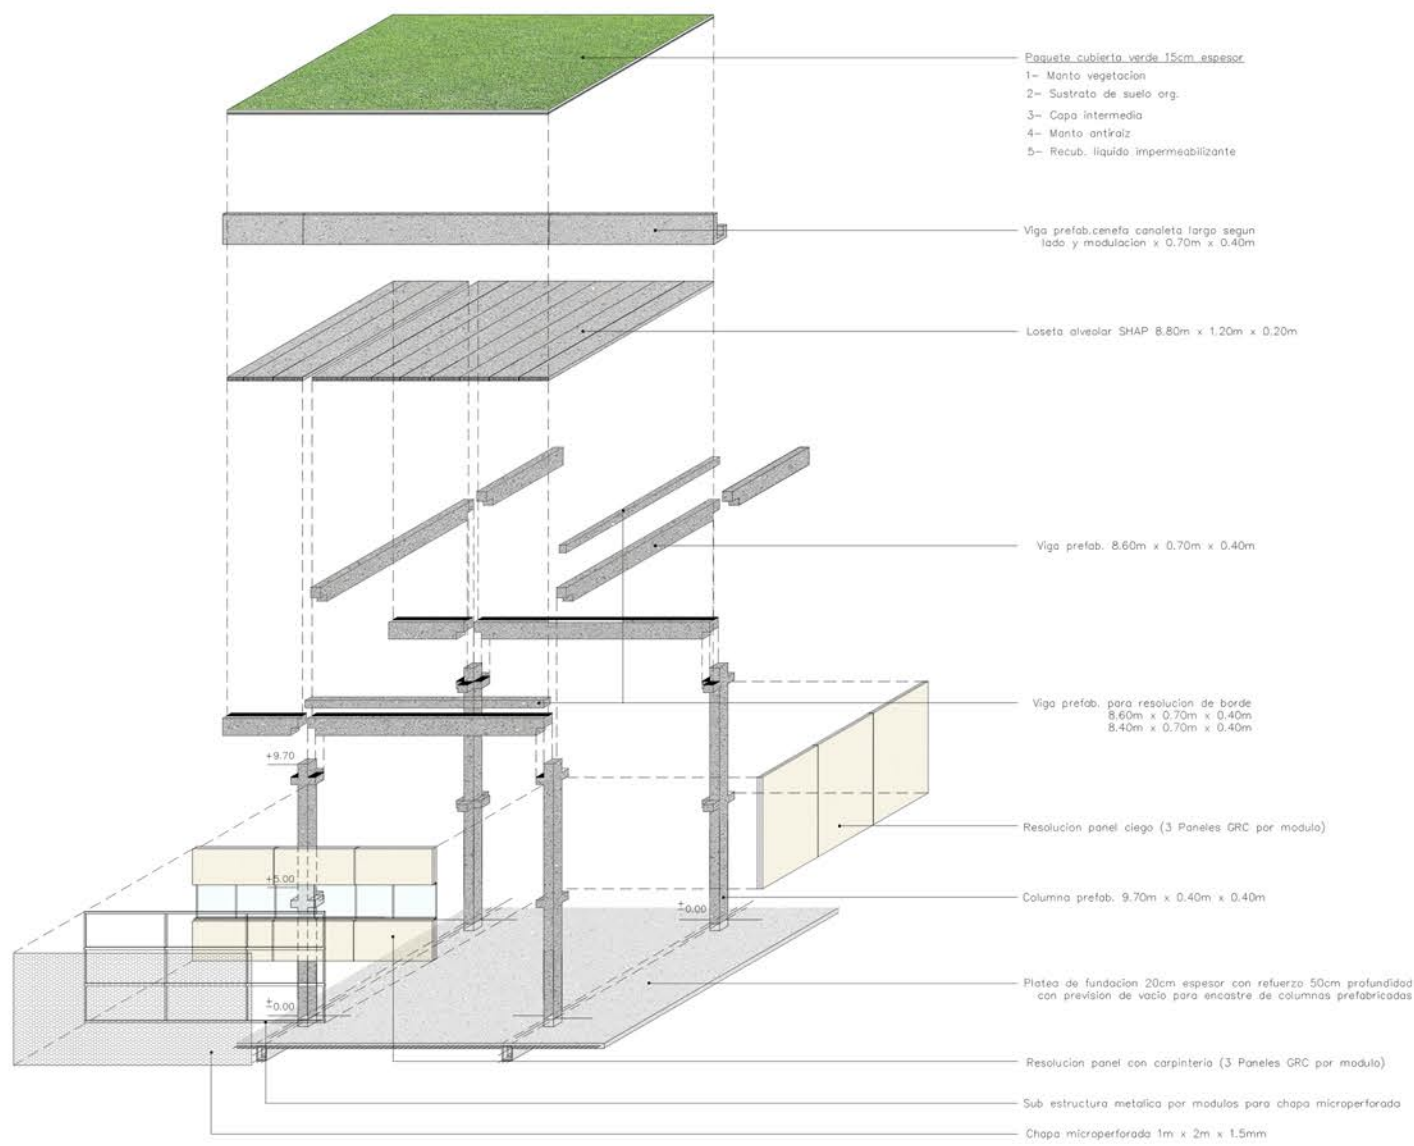 Paquete cubierta verde 15cm espesor
1- Manto vegetacion
2- Sustrato de suelo org.
3- Capa intermedia
4- Manto antiraiz
5- Recub. liquido impermeabilizante
Viga prefab.cenefa canaleta largo segun
lado y modulacion x 0.70m x 0.40m
Loseta alveolar SHAP 8.80m x 1.20m x 0.20m
Viga prefab. 8.60m x 0.70m x 0.40m
Viga prefab. para resolucion de borde
8.60m x 0.70m x 0.40m
8.40m x 0.70m x 0.40m
+9.70
Resolucion panel ciego (3 Paneles GRC por modulo)
+5.00
Columna prefab. 9.70m x 0.40m x 0.40m
±0.00
Platea de fundacion 20cm espesor con refuerzo 50cm profundidad
con prevision de vacio para encastre de columnas prefabricadas
±0.00
Resolucion panel con carpinteria (3 Paneles GRC por modulo)
Sub estructura metalica por modulos para chapa microperforada
Chapa microperforada 1m x 2m x 1.5mm